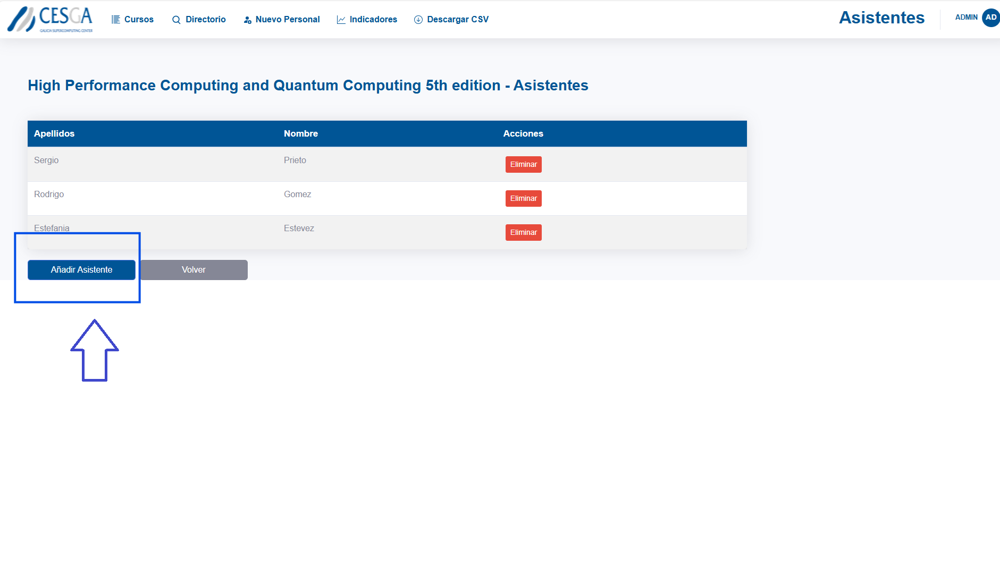 CESGA
GALICIA SUPERCOMPUTING CENTER
Cursos Directorio Nuevo Personal Indicadores Descargar CSV
Asistentes
ADMIN AD
High Performance Computing and Quantum Computing 5th edition - Asistentes
Apellidos Nombre Acciones
Sergio Prieto Eliminar
Rodrigo Gomez Eliminar
Estefania Estevez Eliminar
Añadir Asistente Volver